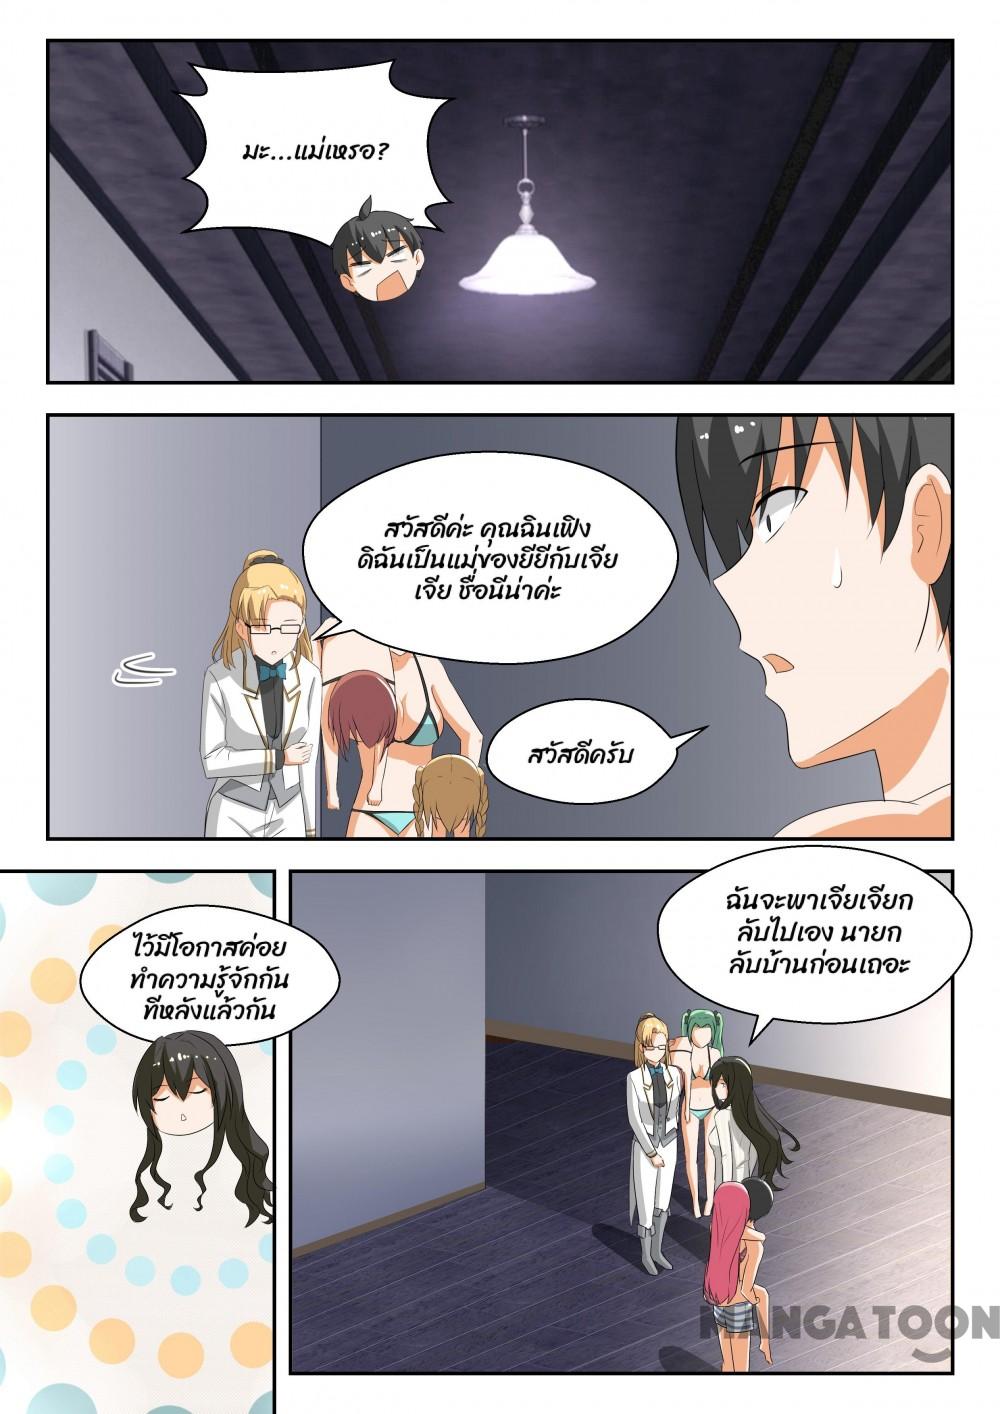 มะ...แม่เหรอ?
สวัสดีค่ะ คุณฉินเฟิง
ดิฉันเป็นแม่ของยียีกับเจีย
เจีย ชื่อนีน่าค่ะ
สวัสดีครับ
ไว้มีโอกาสค่อย
ทำความรู้จักกัน
ทีหลังแล้วกัน
ฉันจะพาเจียเจียก
ลับไปเอง นายก
ลับบ้านก่อนเถอะ
MANGATOON